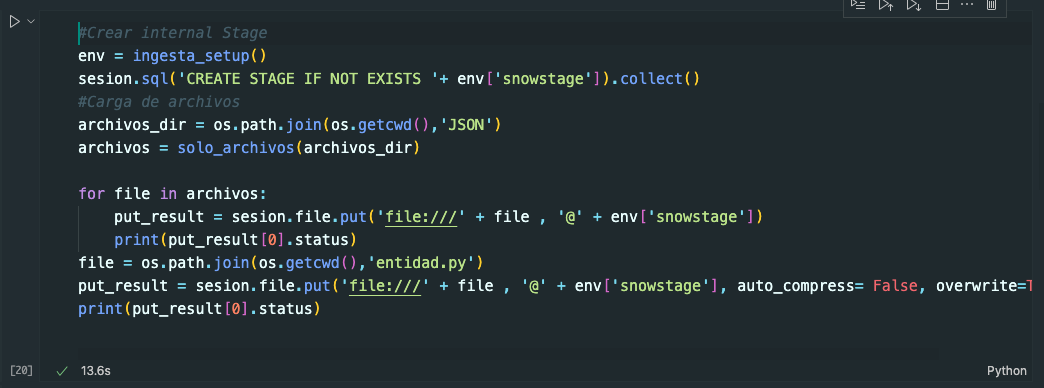 #Crear internal Stage
env = ingesta_setup()
sesion.sql('CREATE STAGE IF NOT EXISTS '+ env['snowstage']).collect()
#Carga de archivos
archivos_dir = os.path.join(os.getcwd(),'JSON')
archivos = solo_archivos(archivos_dir)
for file in archivos:
    put_result = sesion.file.put('file:///' + file , '@' + env['snowstage'])
    print(put_result[0].status)
file = os.path.join(os.getcwd(),'entidad.py')
put_result = sesion.file.put('file:///' + file , '@' + env['snowstage'], auto_compress= False, overwrite=T
print(put_result[0].status)
[20] ✓ 13.6s Python